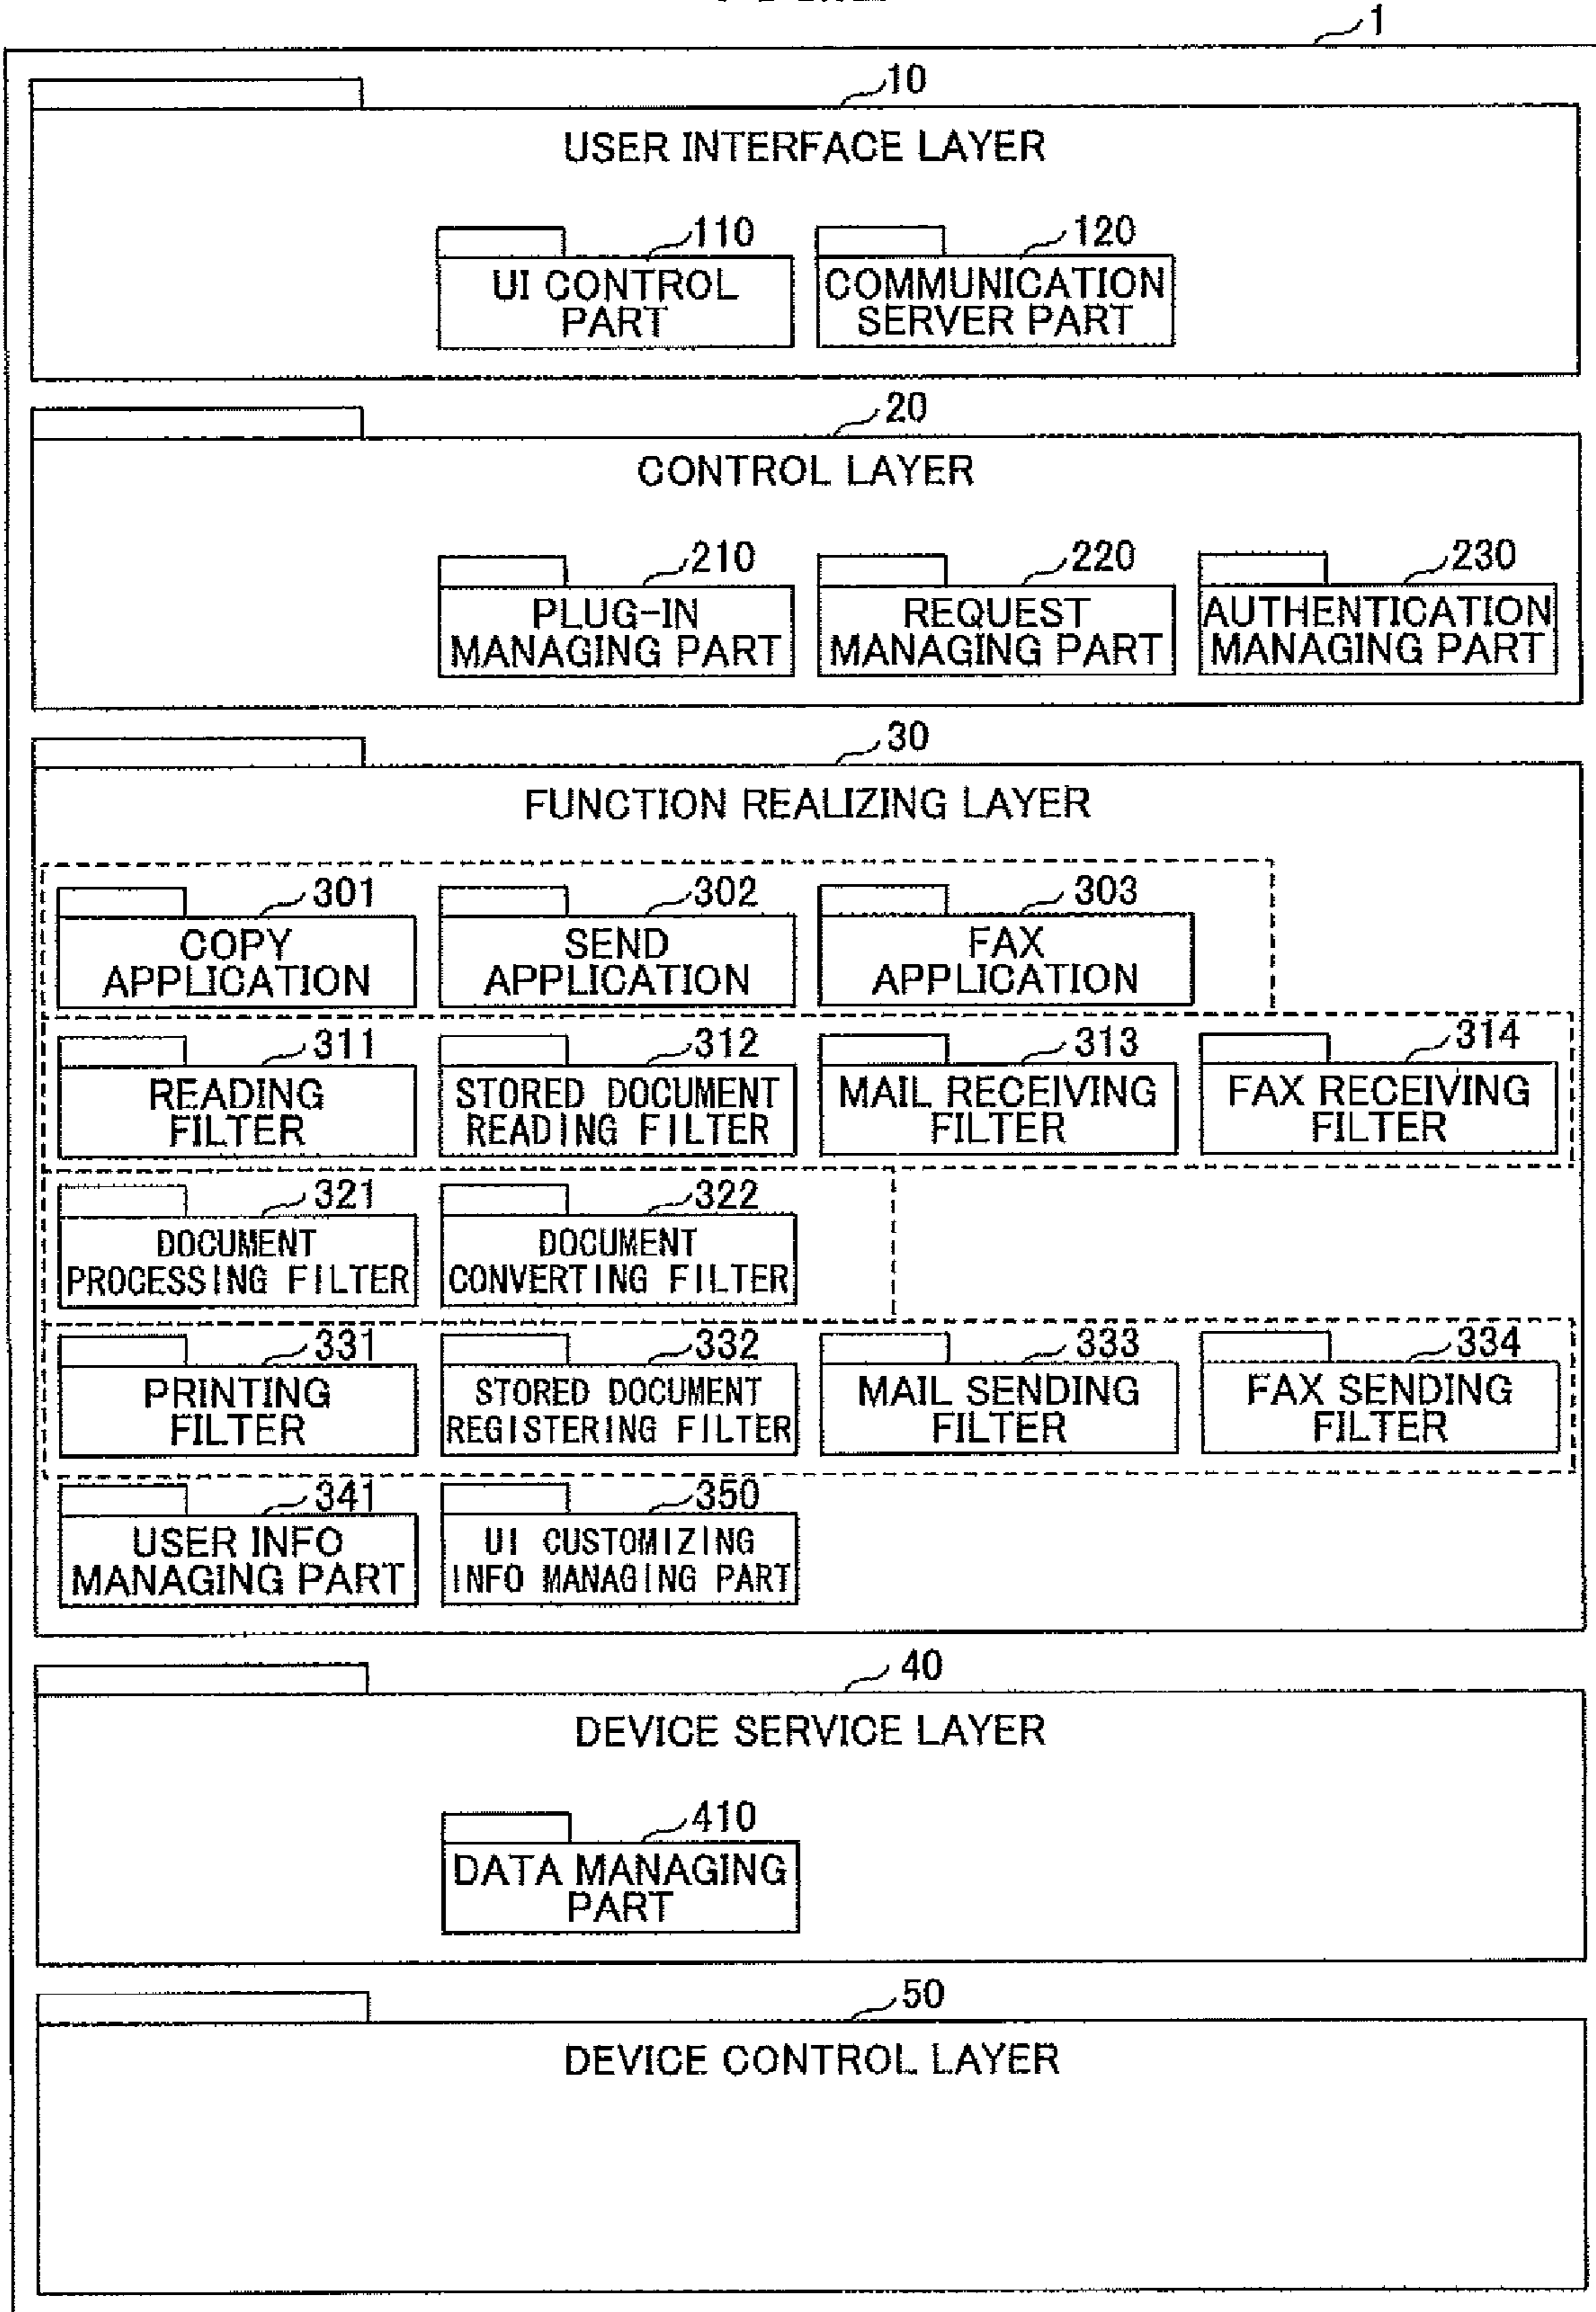 1
10
USER INTERFACE LAYER
110
120
UI CONTROL
PART
COMMUNICATION
SERVER PART
20
CONTROL LAYER
210
220
230
PLUG-IN
MANAGING PART
REQUEST
MANAGING PART
AUTHENTICATION
MANAGING PART
30
FUNCTION REALIZING LAYER
301
302
303
COPY
APPLICATION
SEND
APPLICATION
FAX
APPLICATION
311
312
313
314
READING
FILTER
STORED DOCUMENT
READING FILTER
MAIL RECEIVING
FILTER
FAX RECEIVING
FILTER
321
322
DOCUMENT
PROCESSING FILTER
DOCUMENT
CONVERTING FILTER
331
332
333
334
PRINTING
FILTER
STORED DOCUMENT
REGISTERING FILTER
MAIL SENDING
FILTER
FAX SENDING
FILTER
341
350
USER INFO
MANAGING PART
UI CUSTOMIZING
INFO MANAGING PART
40
DEVICE SERVICE LAYER
410
DATA MANAGING
PART
50
DEVICE CONTROL LAYER